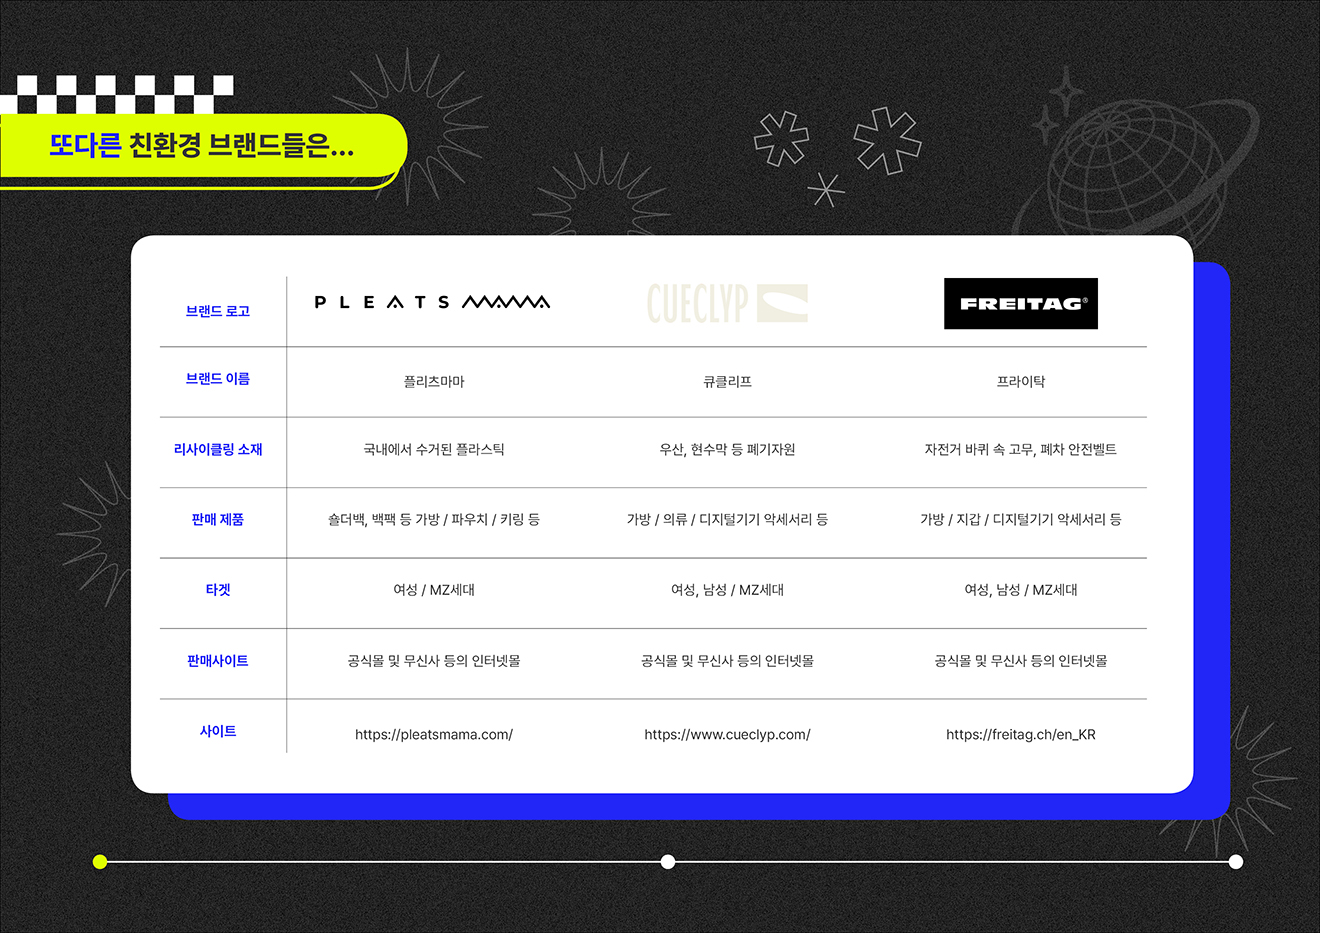 또다른 친환경 브랜드들은...
브랜드 로고 PLEATS MAMA CUECLYP FREITAG®
브랜드 이름 플리츠마마 큐클리프 프라이탁
리사이클링 소재 국내에서 수거된 플라스틱 우산, 현수막 등 폐기자원 자전거 바퀴 속 고무, 폐차 안전벨트
판매 제품 숄더백, 백팩 등 가방 / 파우치 / 키링 등 가방 / 의류 / 디지털기기 악세서리 등 가방 / 지갑 / 디지털기기 악세서리 등
타겟 여성 / MZ세대 여성, 남성 / MZ세대 여성, 남성 / MZ세대
판매사이트 공식몰 및 무신사 등의 인터넷몰 공식몰 및 무신사 등의 인터넷몰 공식몰 및 무신사 등의 인터넷몰
사이트 https://pleatsmama.com/ https://www.cueclyp.com/ https://freitag.ch/en_KR